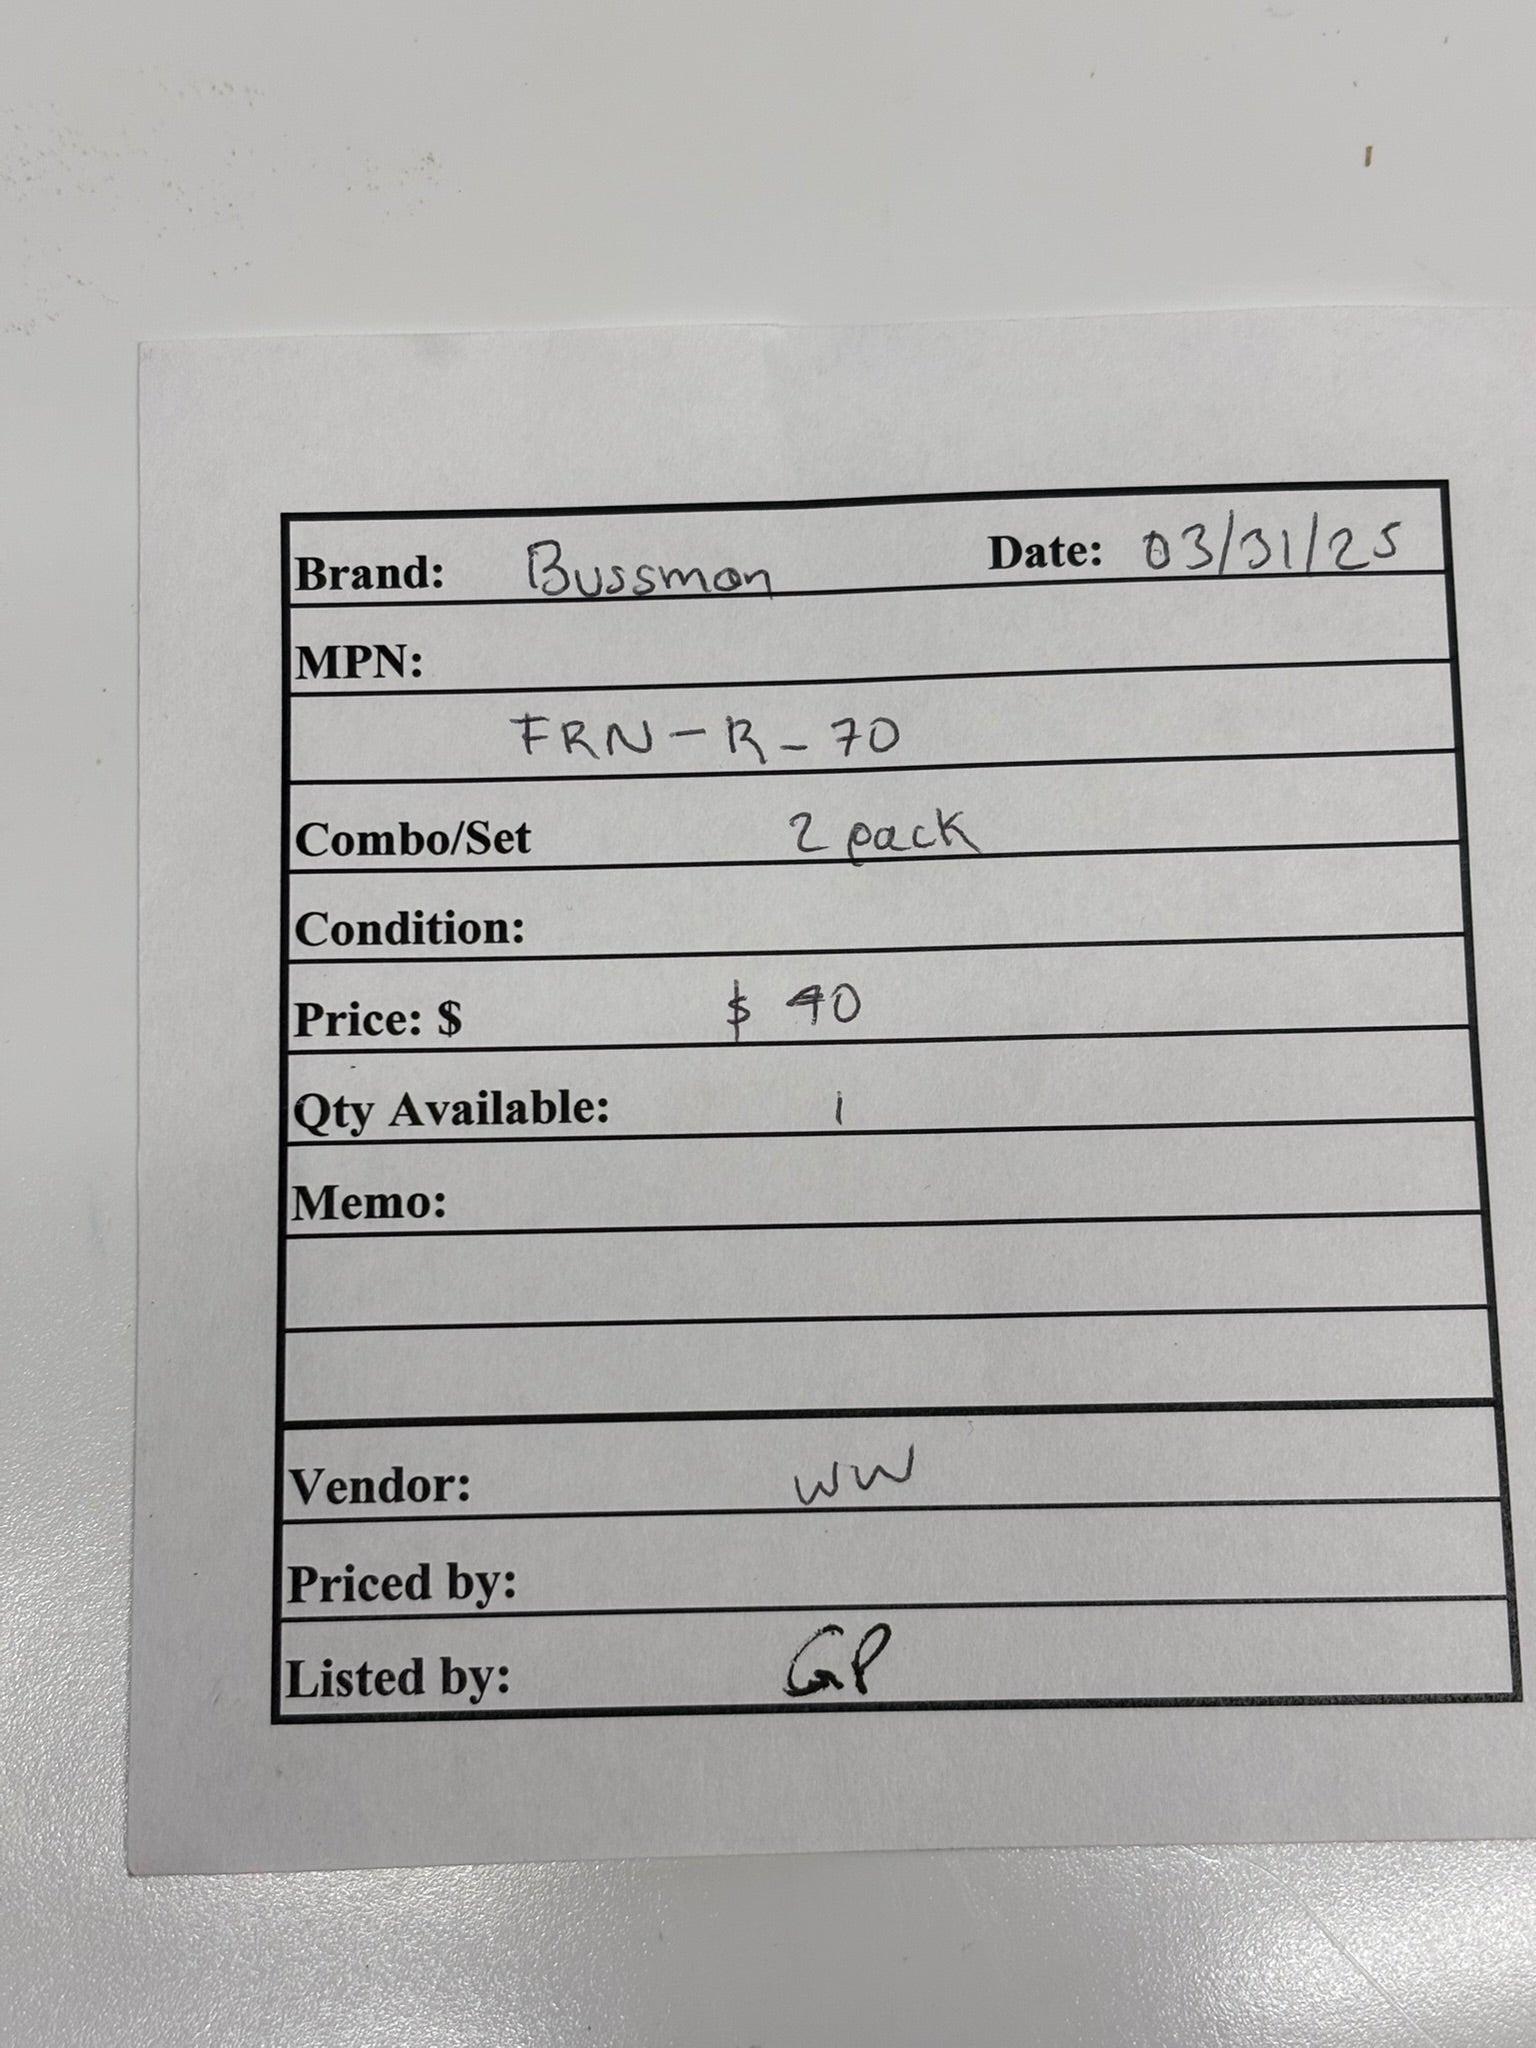 Brand: Bussman Date: 03/31/25
MPN:
FRN-R-70
Combo/Set 2 pack
Condition:
Price: $ $ 40
Qty Available: 1
Memo:
Vendor: WW
Priced by:
Listed by: GP